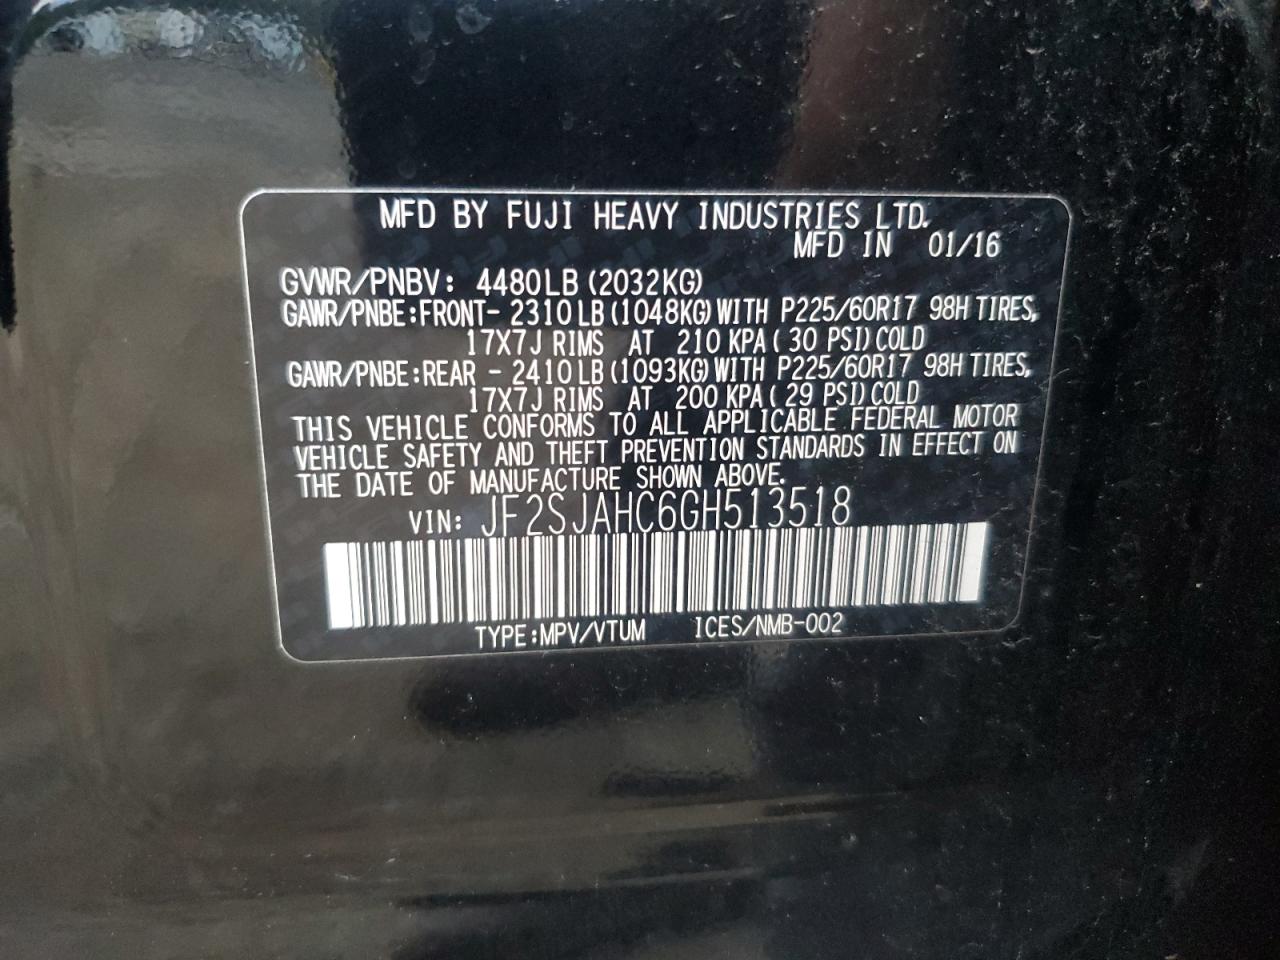 MFD BY FUJI HEAVY INDUSTRIES LTD.
MFD IN 01/16
GVWR/PNBV: 4480LB (2032KG)
GAWR/PNBE:FRONT- 2310LB (1048KG) WITH P225/60R17 98H TIRES,
17X7J RIMS AT 210 KPA ( 30 PSI) COLD
GAWR/PNBE:REAR - 2410LB (1093KG) WITH P225/60R17 98H TIRES,
17X7J RIMS AT 200 KPA ( 29 PSI) COLD
THIS VEHICLE CONFORMS TO ALL APPLICABLE FEDERAL MOTOR
VEHICLE SAFETY AND THEFT PREVENTION STANDARDS IN EFFECT ON
THE DATE OF MANUFACTURE SHOWN ABOVE.
VIN: JF2SJAHC6GH513518
TYPE:MPV/VTUM ICES/NMB-002